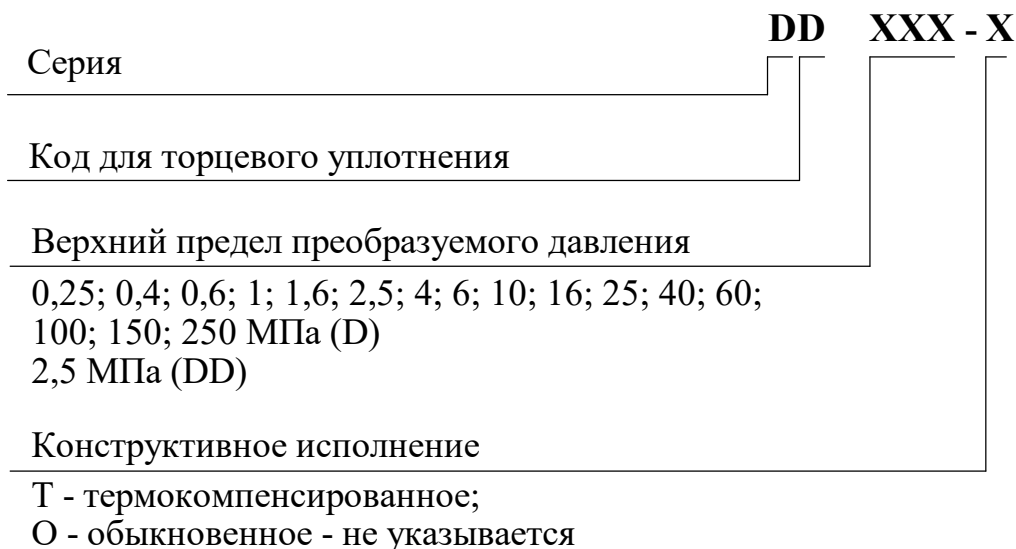 DD XXX - X
Серия
Код для торцевого уплотнения
Верхний предел преобразуемого давления
0,25; 0,4; 0,6; 1; 1,6; 2,5; 4; 6; 10; 16; 25; 40; 60;
100; 150; 250 МПа (D)
2,5 МПа (DD)
Конструктивное исполнение
Т - термокомпенсированное;
О - обыкновенное - не указывается